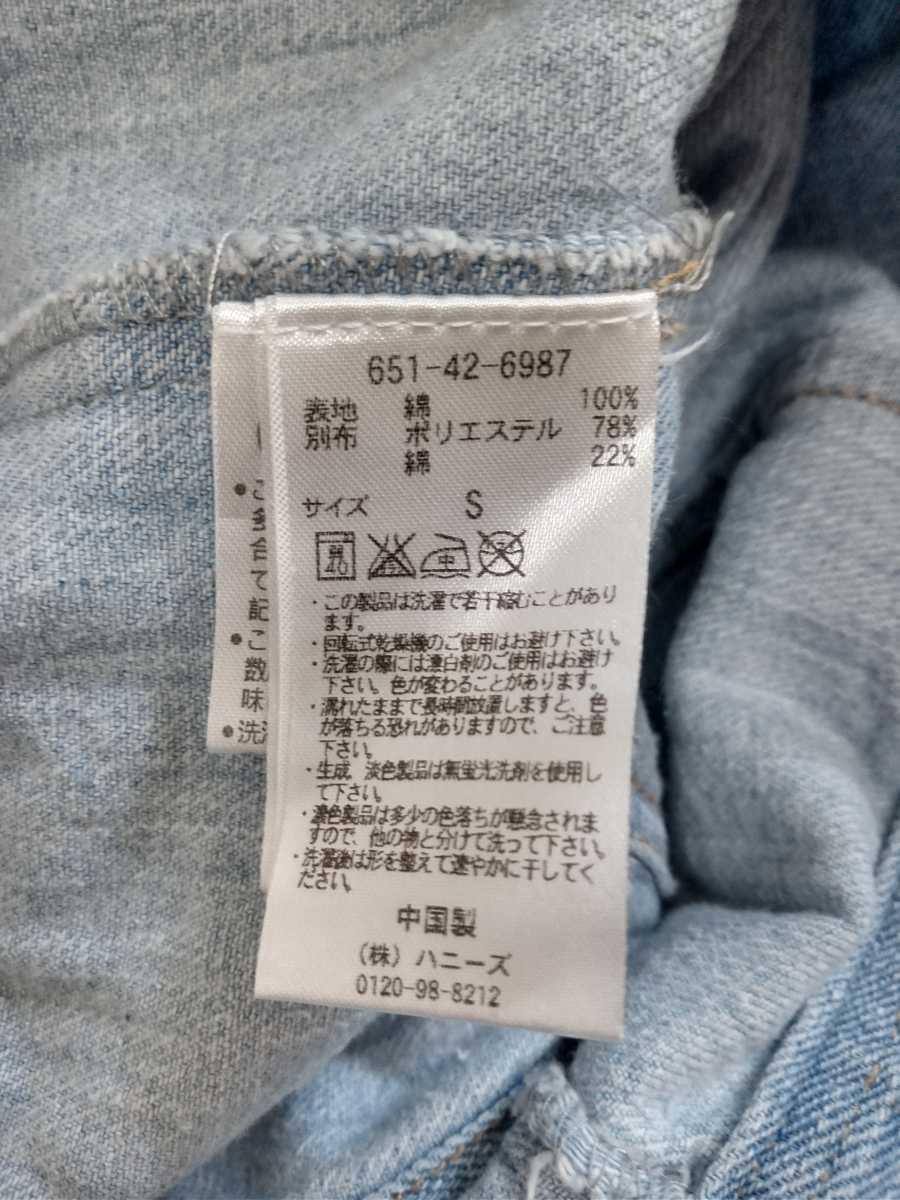 651-42-6987
表地 綿 100%
別布 ポリエステル 78%
綿 22%
サイズ S
・この製品は洗濯で若干縮むことがあり
ます。
・回転式乾燥機のご使用はお避け下さい。
・洗濯の際には漂白剤のご使用はお避け
下さい。色が変わることがあります。
・濡れたままで長時間放置しますと、色
が落ちる恐れがありますので、ご注意
下さい。
・生成、淡色製品は無蛍光洗剤を使用し
て下さい。
・濃色製品は多少の色落ちが懸念されま
すので、他の物と分けて洗って下さい。
・洗濯後は形を整えて速やかに干してく
ださい。
中国製
(株) ハニーズ
0120-98-8212
•こ
多
合
て
記
•こ
数
味
•洗濯